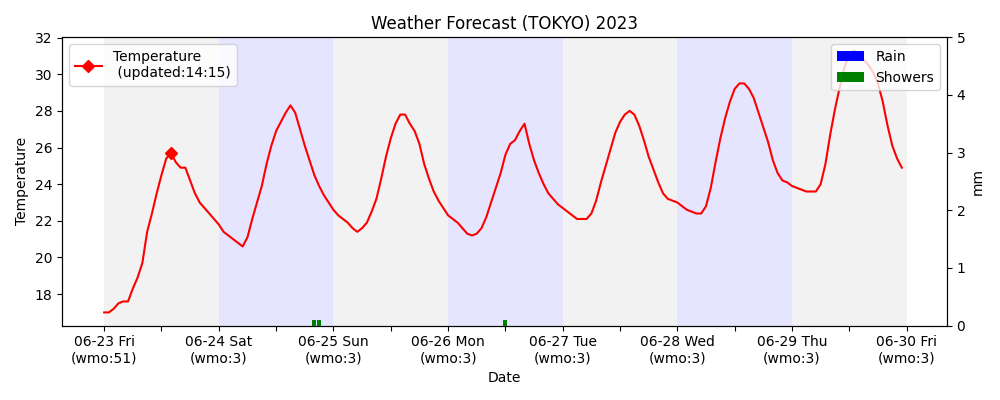 Weather Forecast (TOKYO) 2023
Temperature
(updated:14:15)
Rain
Showers
32
30
28
26
24
22
20
18
Temperature
5
4
3
2
1
0
mm
06-23 Fri 06-24 Sat 06-25 Sun 06-26 Mon 06-27 Tue 06-28 Wed 06-29 Thu 06-30 Fri
(wmo:51) (wmo:3) (wmo:3) (wmo:3) (wmo:3) (wmo:3) (wmo:3) (wmo:3)
Date